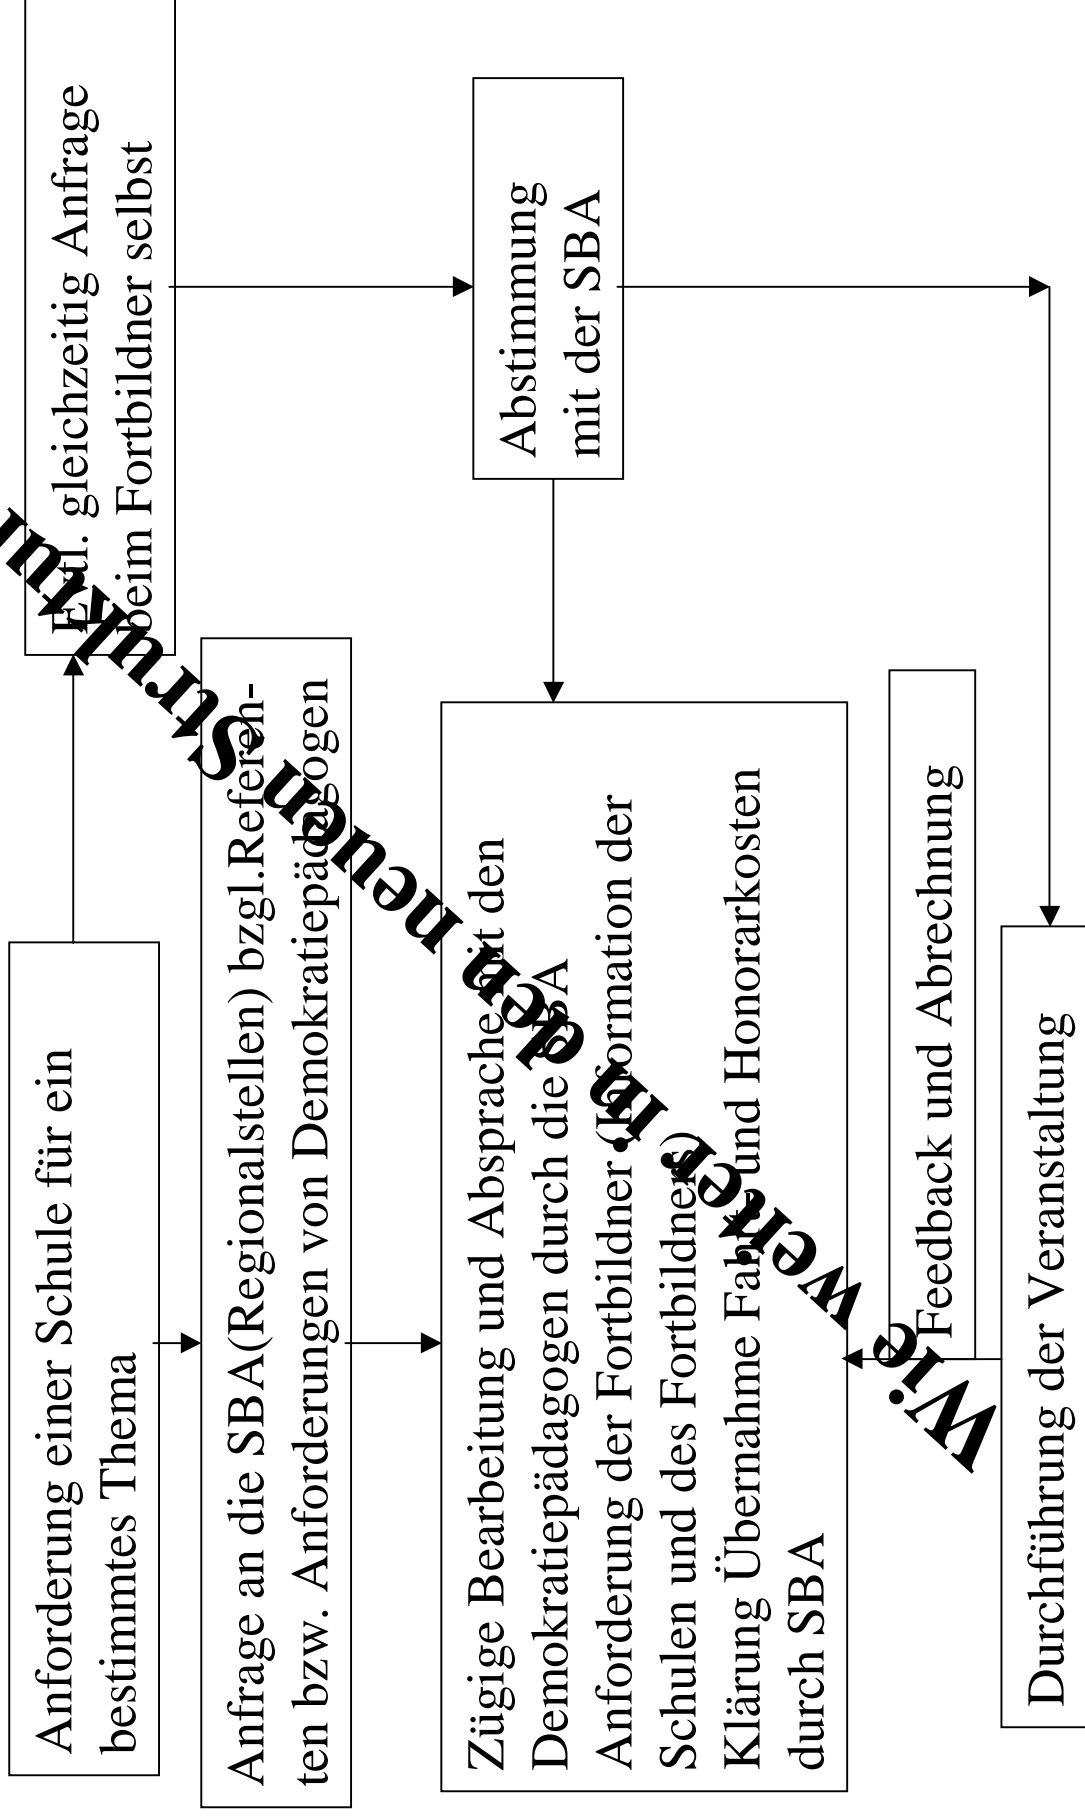 Wie weiter in den neuen
Anforderung einer Schule für ein
bestimmtes Thema
Evtl. gleichzeitig Anfrage
beim Fortbildner selbst
Anfrage an die SBA(Regionalstellen) bzgl.Referen-
ten bzw. Anforderungen von Demokratiepädagogen
Abstimmung
mit der SBA
Zügige Bearbeitung und Absprache mit den
Demokratiepädagogen durch die SBA
Anforderung der Fortbildner (Information der
Schulen und des Fortbildners)
Klärung Übernahme Fahrt- und Honorarkosten
durch SBA
Feedback und Abrechnung
Durchführung der Veranstaltung